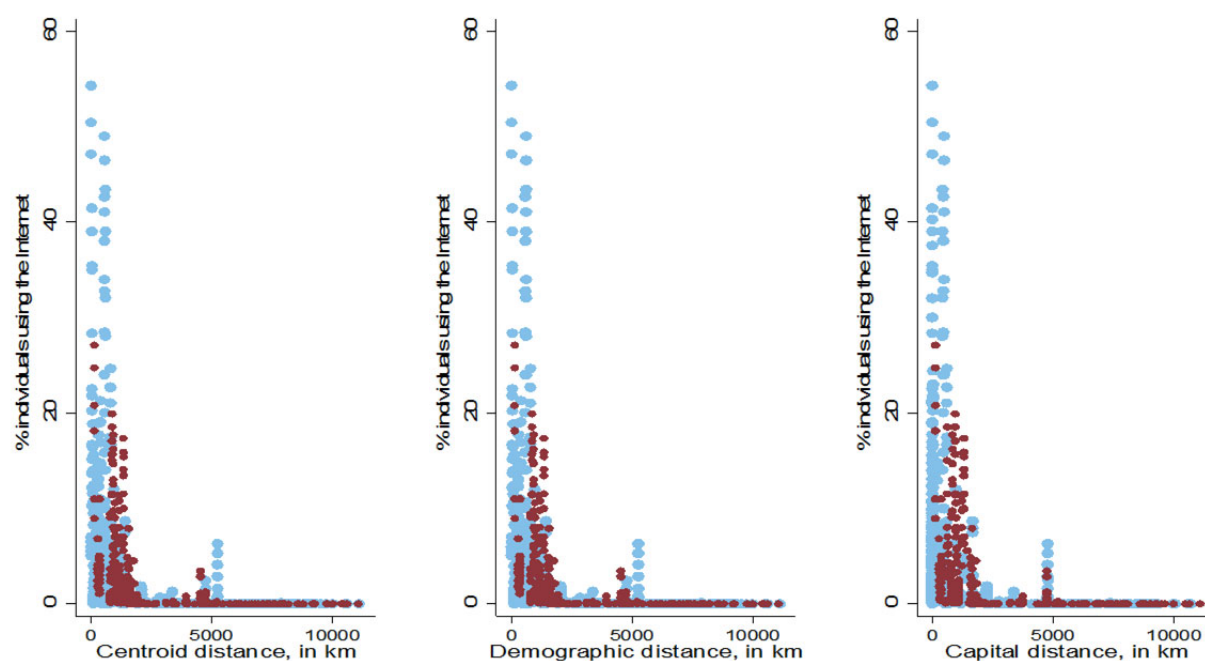 % individuals using the Internet
60
40
20
0
0 5000 10000
Centroid distance, in km
% individuals using the Internet
60
40
20
0
0 5000 10000
Demographic distance, in km
% individuals using the Internet
60
40
20
0
0 5000 10000
Capital distance, in km